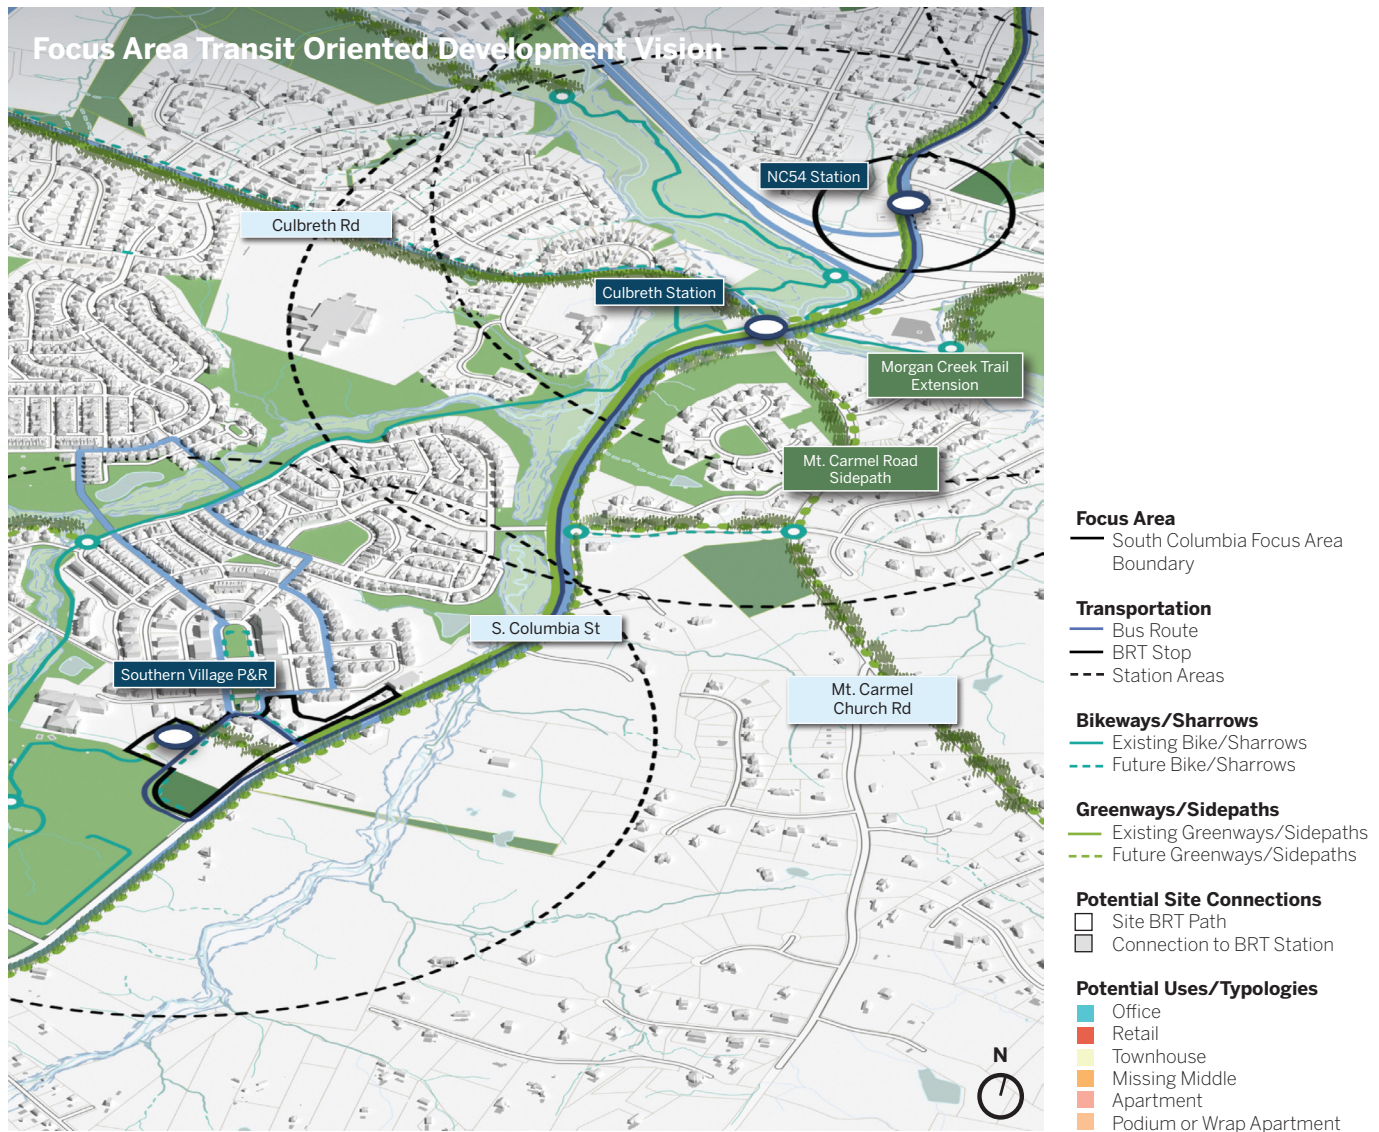 Focus Area Transit Oriented Development Vision
NC54 Station
Culbreth Rd
Culbreth Station
Morgan Creek Trail
Extension
Mt. Carmel Road
Sidepath
S. Columbia St
Southern Village P&R
Mt. Carmel
Church Rd
N
Focus Area
South Columbia Focus Area
Boundary
Transportation
Bus Route
BRT Stop
Station Areas
Bikeways/Sharrows
Existing Bike/Sharrows
Future Bike/Sharrows
Greenways/Sidepaths
Existing Greenways/Sidepaths
Future Greenways/Sidepaths
Potential Site Connections
Site BRT Path
Connection to BRT Station
Potential Uses/Typologies
Office
Retail
Townhouse
Missing Middle
Apartment
Podium or Wrap Apartment